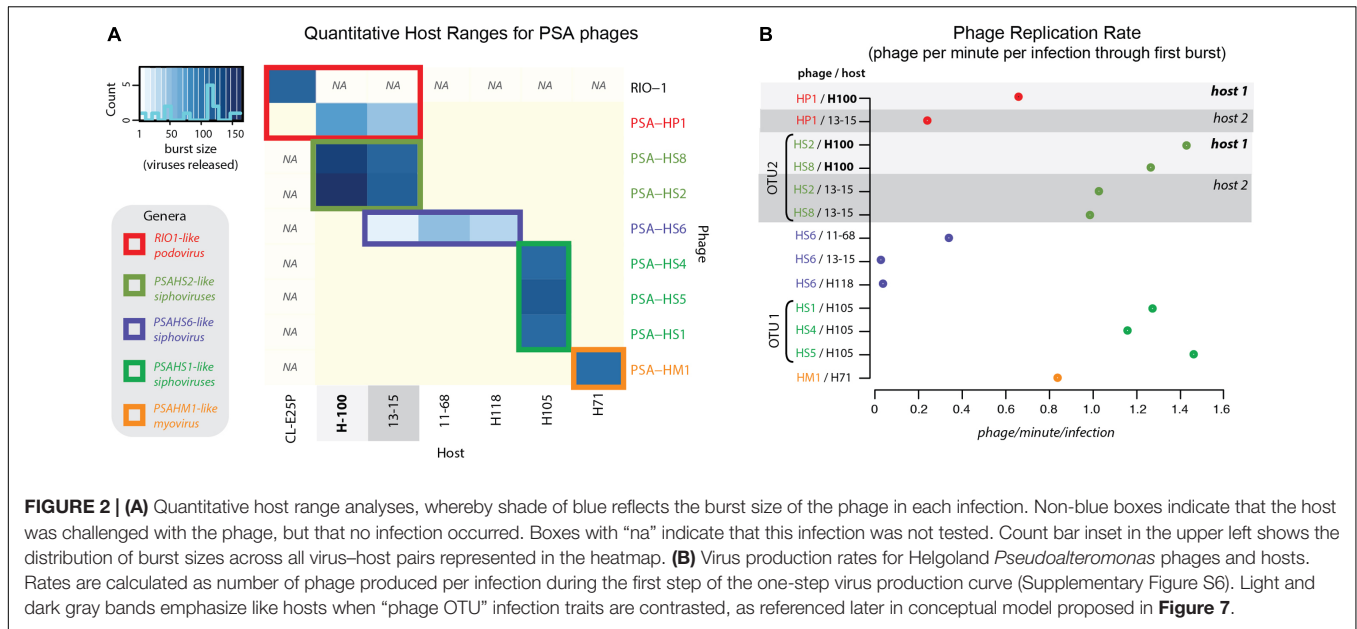 A
Quantitative Host Ranges for PSA phages
Count
5
0
1 50 100 150
burst size
(viruses released)
Genera
RIO1-like
podovirus
PSAHS2-like
siphoviruses
PSAHS6-like
siphovirus
PSAHS1-like
siphoviruses
PSAHM1-like
myovirus
NA NA NA NA NA NA RIO−1
PSA−HP1
NA PSA−HS8
NA PSA−HS2
NA PSA−HS6
NA PSA−HS4
NA PSA−HS5
NA PSA−HS1
NA PSA−HM1
Phage
CL-E25P
H-100
13-15
11-68
H118
H105
H71
Host
B
Phage Replication Rate
(phage per minute per infection through first burst)
phage / host
HP1 / H100 host 1
HP1 / 13-15 host 2
OTU2
HS2 / H100 host 1
HS8 / H100
HS2 / 13-15 host 2
HS8 / 13-15
HS6 / 11-68
HS6 / 13-15
HS6 / H118
OTU 1
HS1 / H105
HS4 / H105
HS5 / H105
HM1 / H71
0 0.2 0.4 0.6 0.8 1.0 1.2 1.4 1.6
phage/minute/infection
FIGURE 2 | (A) Quantitative host range analyses, whereby shade of blue reflects the burst size of the phage in each infection. Non-blue boxes indicate that the host
was challenged with the phage, but that no infection occurred. Boxes with “na” indicate that this infection was not tested. Count bar inset in the upper left shows the
distribution of burst sizes across all virus–host pairs represented in the heatmap. (B) Virus production rates for Helgoland Pseudoalteromonas phages and hosts.
Rates are calculated as number of phage produced per infection during the first step of the one-step virus production curve (Supplementary Figure S6). Light and
dark gray bands emphasize like hosts when “phage OTU” infection traits are contrasted, as referenced later in conceptual model proposed in Figure 7.